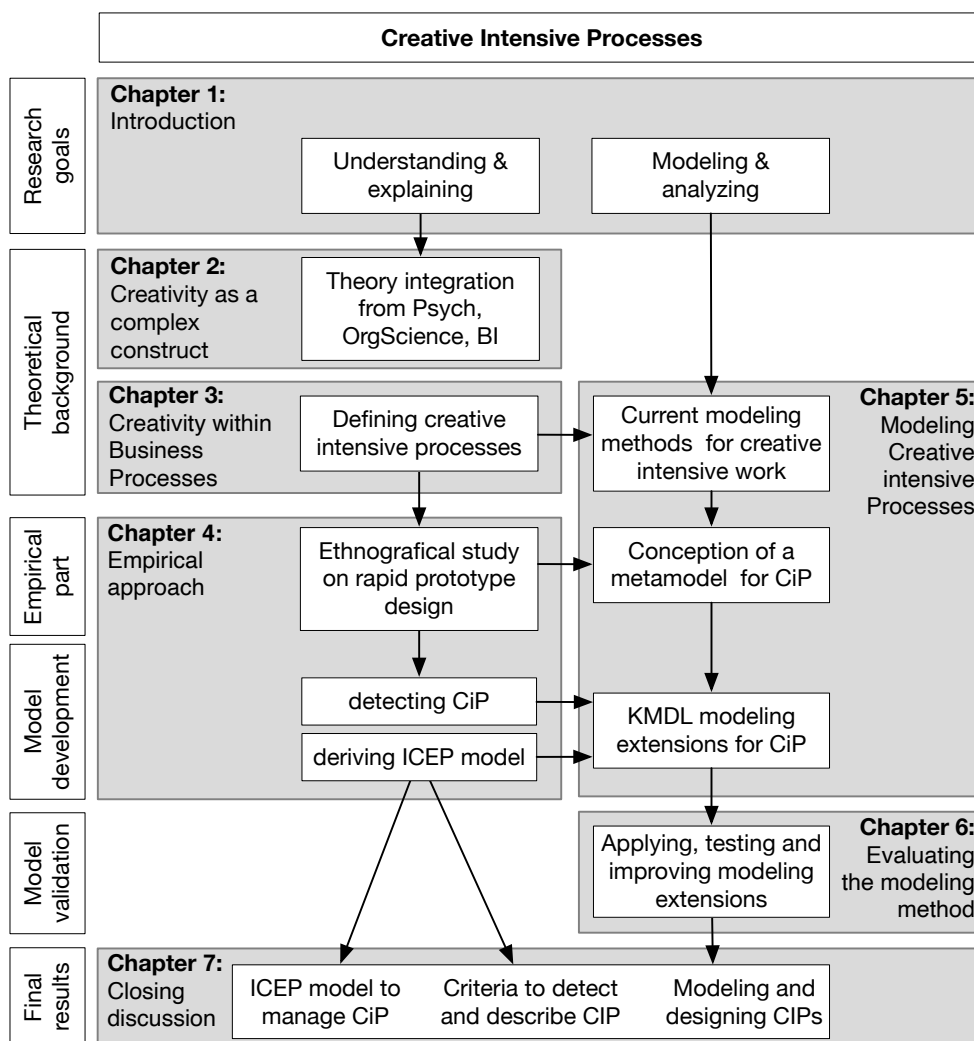 Creative Intensive Processes
Research
goals
Chapter 1:
Introduction
Understanding &
explaining
Modeling &
analyzing
Theoretical
background
Chapter 2:
Creativity as a
complex
construct
Theory integration
from Psych,
OrgScience, BI
Chapter 3:
Creativity within
Business
Processes
Defining creative
intensive processes
Current modeling
methods for creative
intensive work
Chapter 5:
Modeling
Creative
intensive
Processes
Empirical
part
Chapter 4:
Empirical
approach
Ethnografical study
on rapid prototype
design
Conception of a
metamodel for CiP
Model
development
detecting CiP
deriving ICEP model
KMDL modeling
extensions for CiP
Model
validation
Applying, testing and
improving modeling
extensions
Chapter 6:
Evaluating
the modeling
method
Final
results
Chapter 7:
Closing
discussion
ICEP model to
manage CiP
Criteria to detect
and describe CIP
Modeling and
designing CIPs